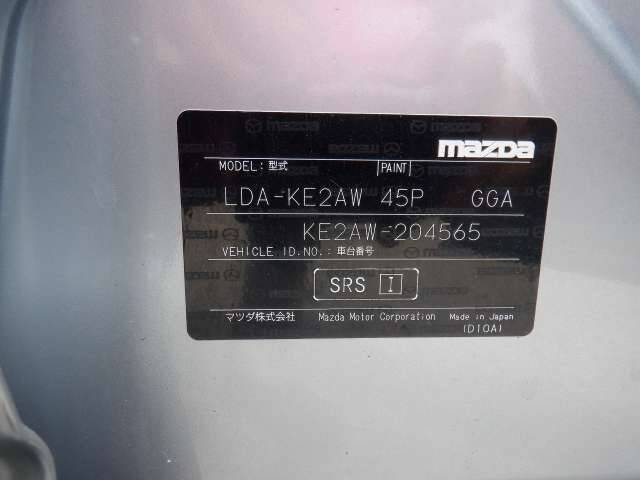 mazda
MODEL: 型式 PAINT
LDA-KE2AW 45P GGA
KE2AW-204565
VEHICLE ID.NO.: 車台番号
SRS I
マツダ株式会社 Mazda Motor Corporation Made in Japan
(D10A)